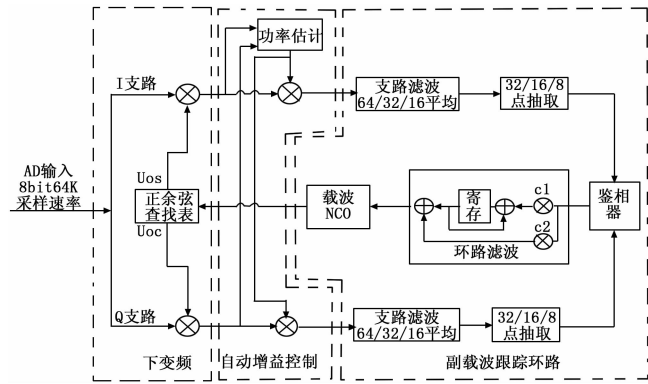 功率估计
I支路
支路滤波
64/32/16平均
32/16/8
点抽取
AD输入
8bit64K
采样速率
Uos
正余弦
查找表
Uoc
载波
NCO
寄存
c1
c2
环路滤波
鉴相
器
Q支路
支路滤波
64/32/16平均
32/16/8
点抽取
下变频
自动增益控制
副载波跟踪环路